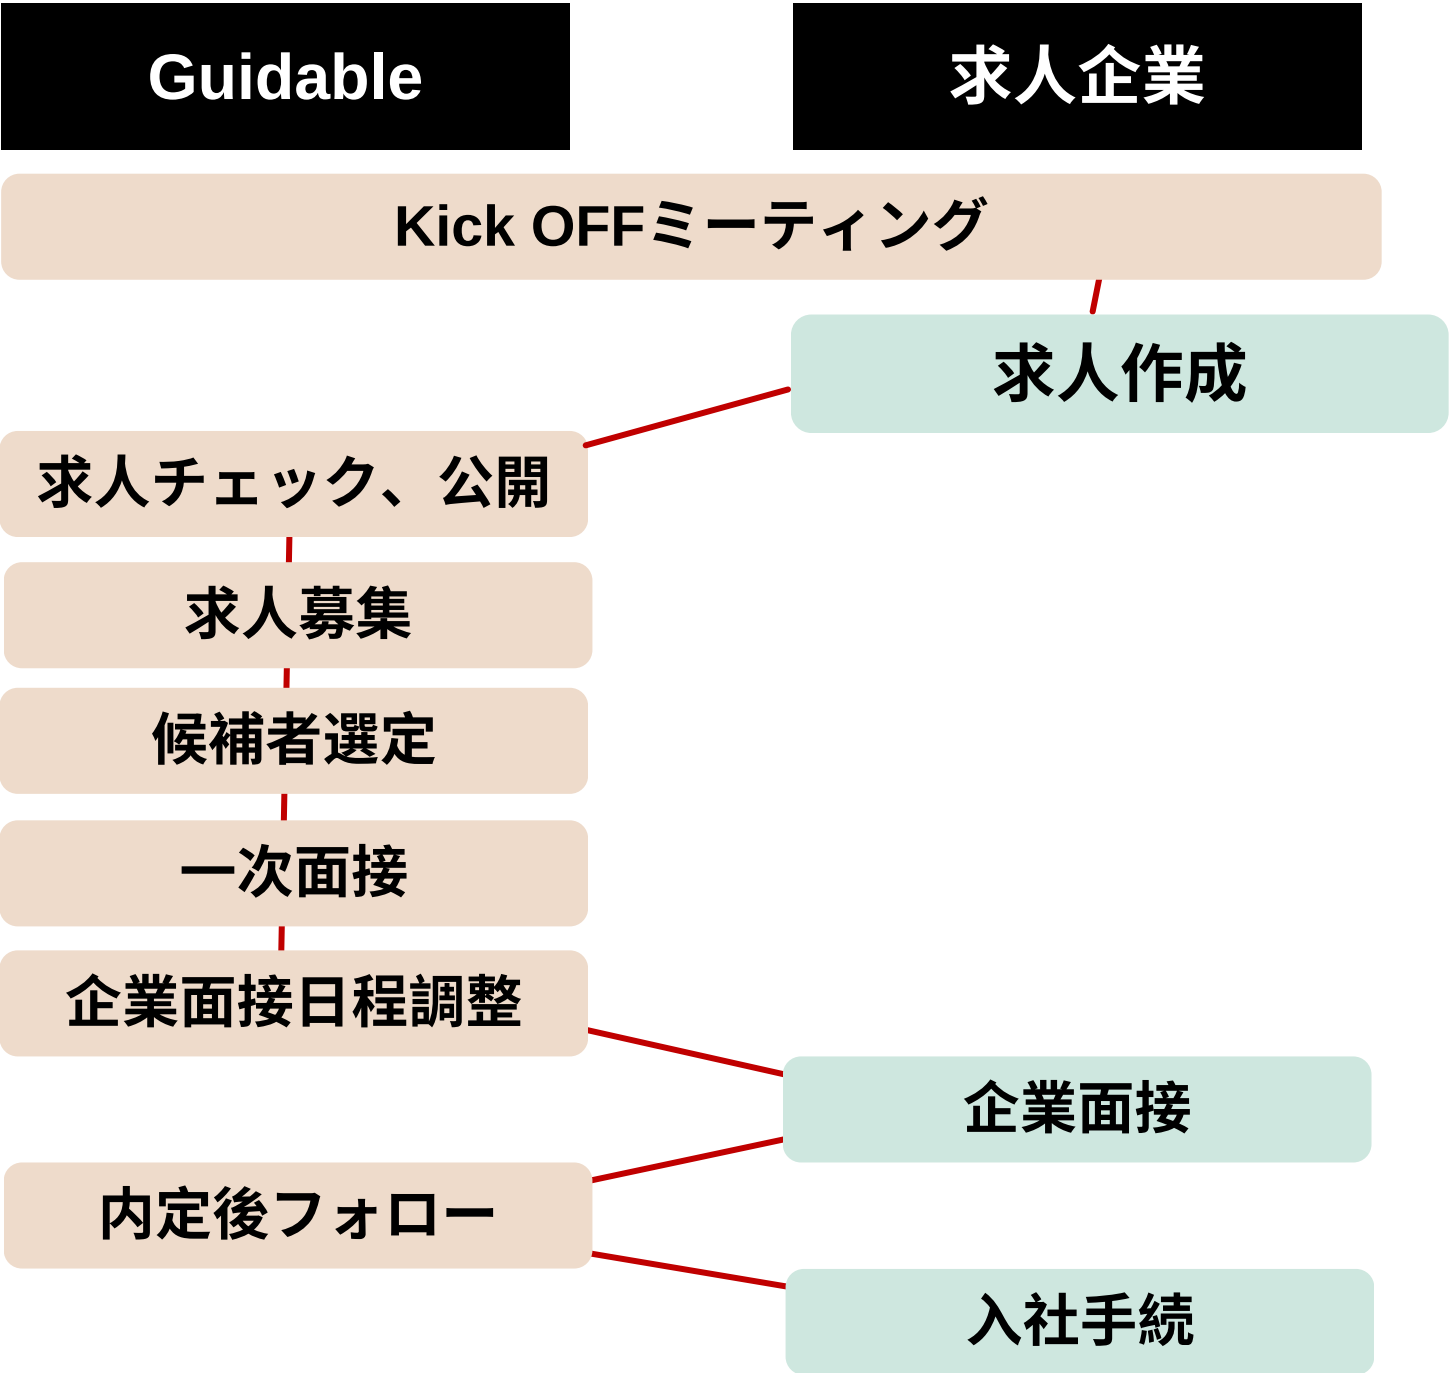 Guidable
求人企業
Kick OFFミーティング
求人作成
求人チェック、公開
求人募集
候補者選定
一次面接
企業面接日程調整
企業面接
内定後フォロー
入社手続